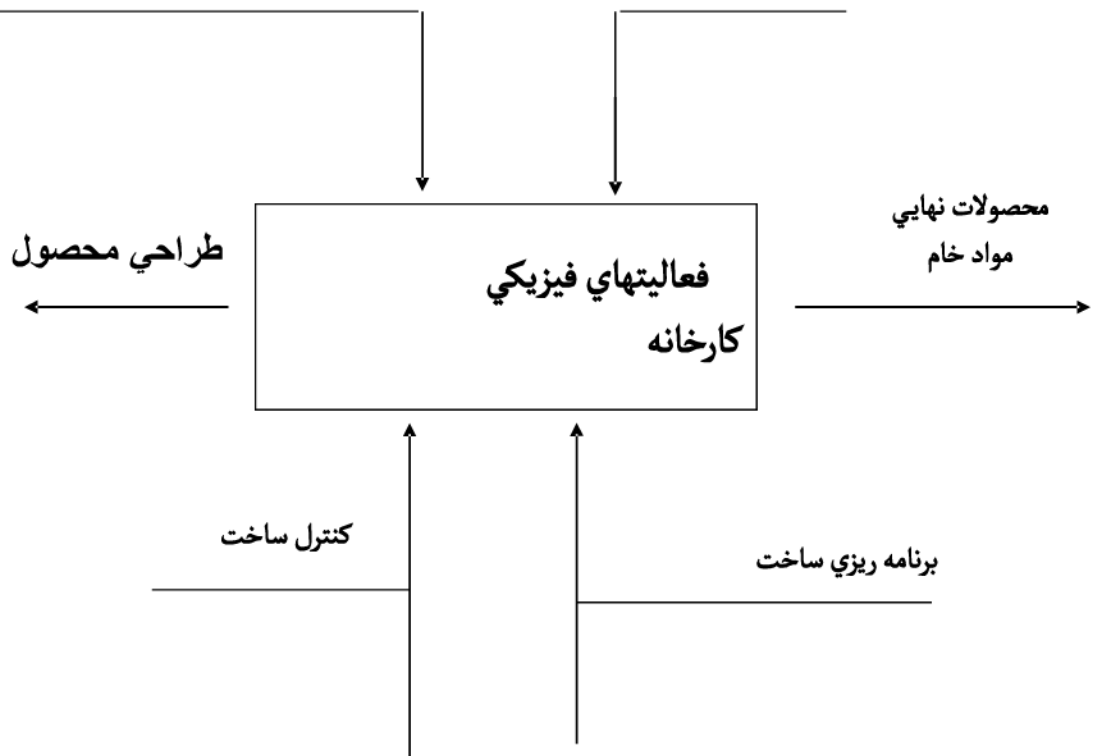 محصولات نهايي
مواد خام
طراحي محصول
فعاليتهاي فيزيكي
كارخانه
كنترل ساخت
برنامه ريزي ساخت